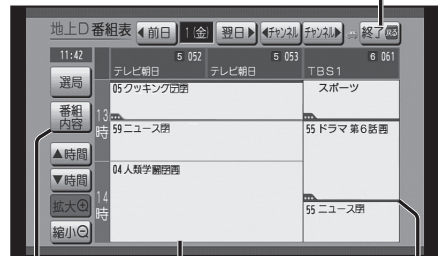 地上D 番組表 ◀前日 1(金) 翌日▶ ◀チャンネル チャンネル▶ 終了 戻る
11:42 5 052 5 053 6 061
テレビ朝日 テレビ朝日 TBS1
選局
番組内容
▲時間
▼時間
拡大⊕
縮小⊖
13時
14時
05 クッキング
59 ニュース
04 人類学
スポーツ
55 ドラマ 第6話
55 ニュース